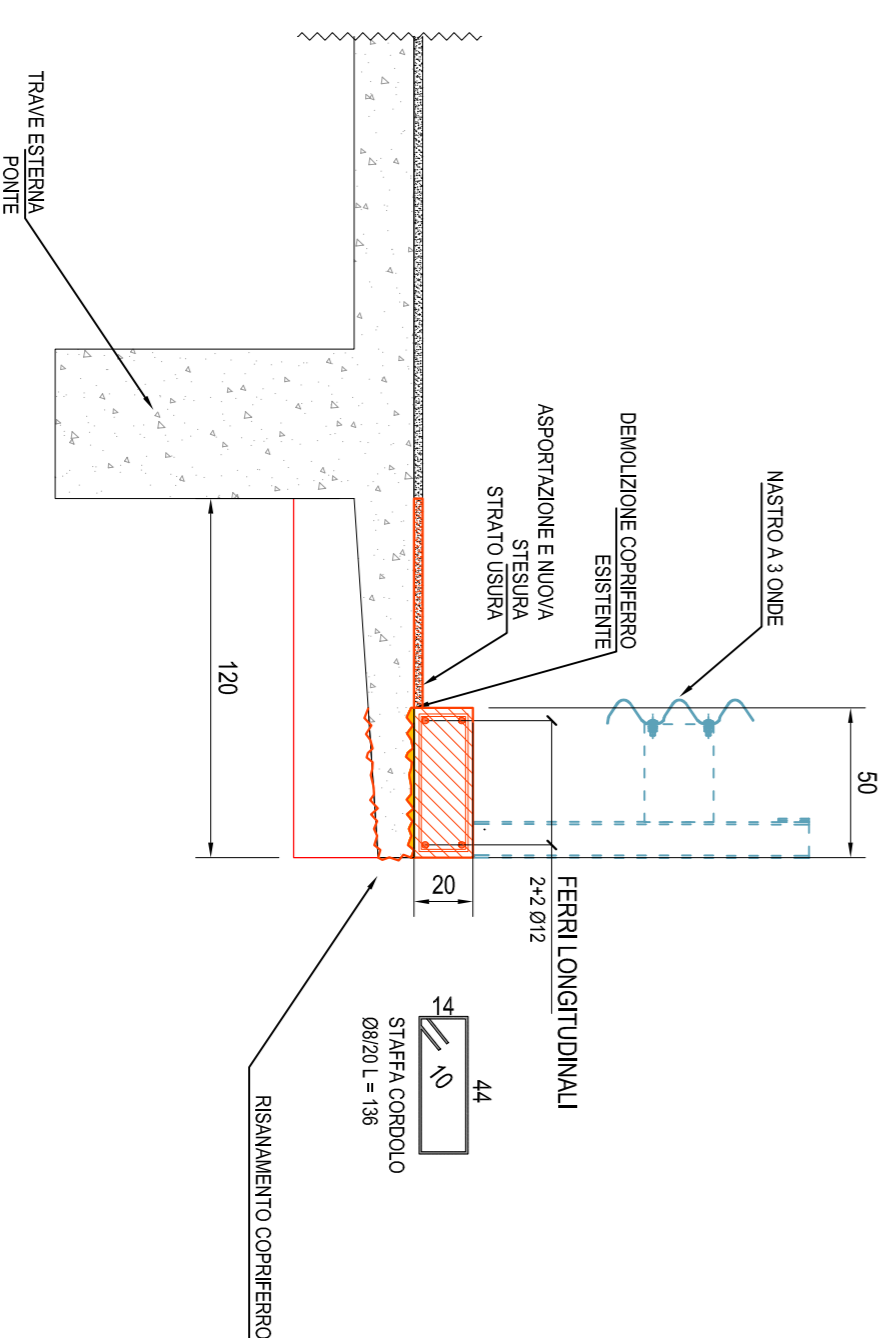 50
NASTRO A 3 ONDE
DEMOLIZIONE COPRIFERRO
ESISTENTE
ASPORTAZIONE E NUOVA
STESURA
STRATO USURA
TRAVE ESTERNA
PONTE
120
20
FERRI LONGITUDINALI
2+2 Ø12
14
44
10
STAFFA CORDOLO
Ø8/20 L = 136
RISANAMENTO COPRIFERRO